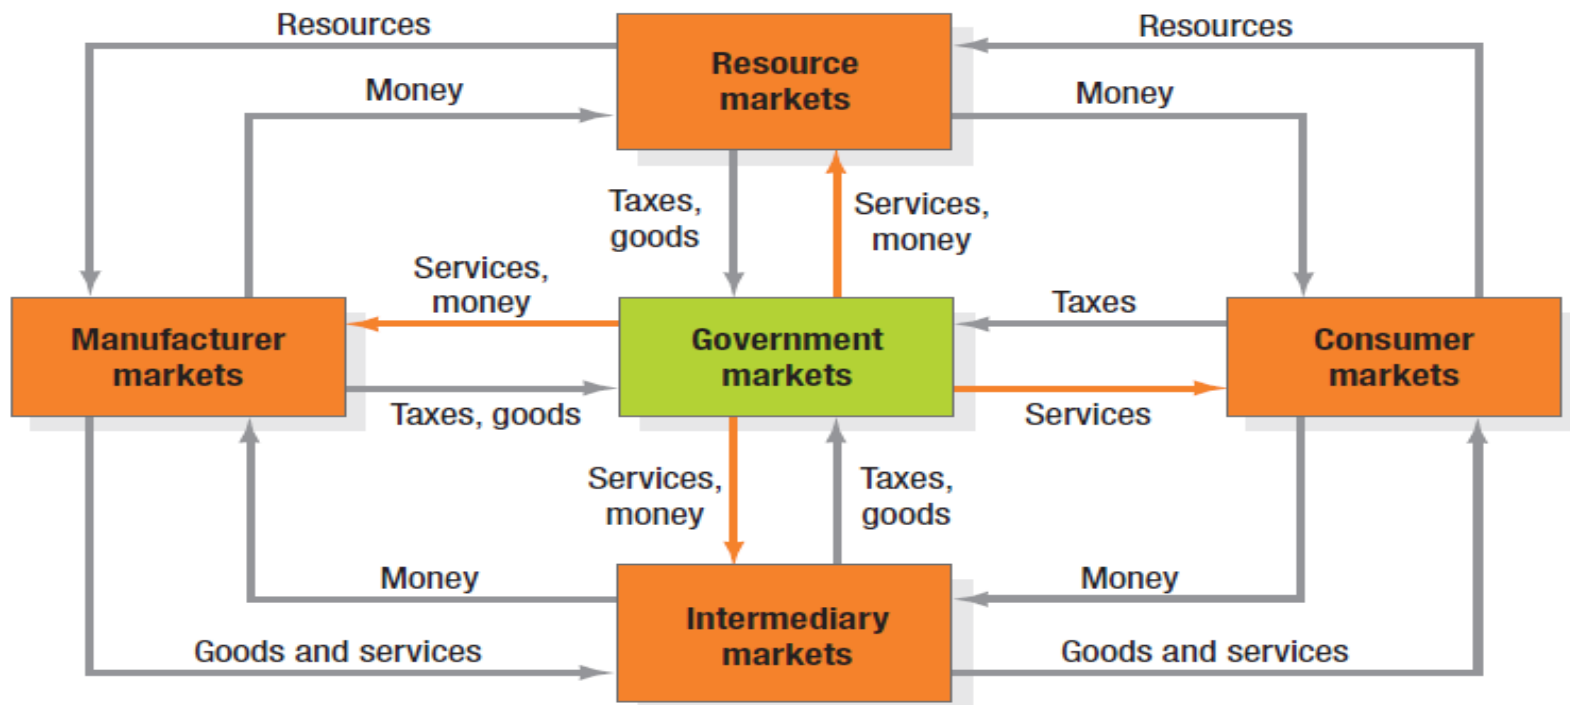 Resources
Resources
Resource
markets
Money
Money
Taxes,
goods
Services,
money
Services,
money
Taxes
Manufacturer
markets
Government
markets
Consumer
markets
Taxes, goods
Services
Services,
money
Taxes,
goods
Money
Money
Intermediary
markets
Goods and services
Goods and services